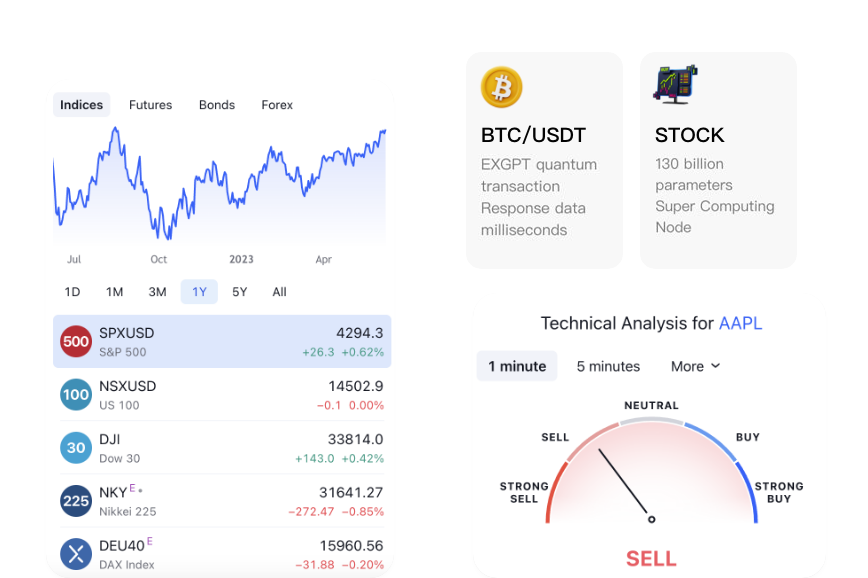 Indices Futures Bonds Forex
Jul Oct 2023 Apr
1D 1M 3M 1Y 5Y All
500 SPXUSD 4294.3
S&P 500 +26.3 +0.62%
100 NSXUSD 14502.9
US 100 −0.1 0.00%
30 DJI 33814.0
Dow 30 +143.0 +0.42%
225 NKY E 31641.27
Nikkei 225 −272.47 −0.85%
DEU40 E 15960.56
DAX Index −31.88 −0.20%
BTC/USDT
EXGPT quantum
transaction
Response data
milliseconds
STOCK
130 billion
parameters
Super Computing
Node
Technical Analysis for AAPL
1 minute 5 minutes More
NEUTRAL
SELL BUY
STRONG
SELL
STRONG
BUY
SELL